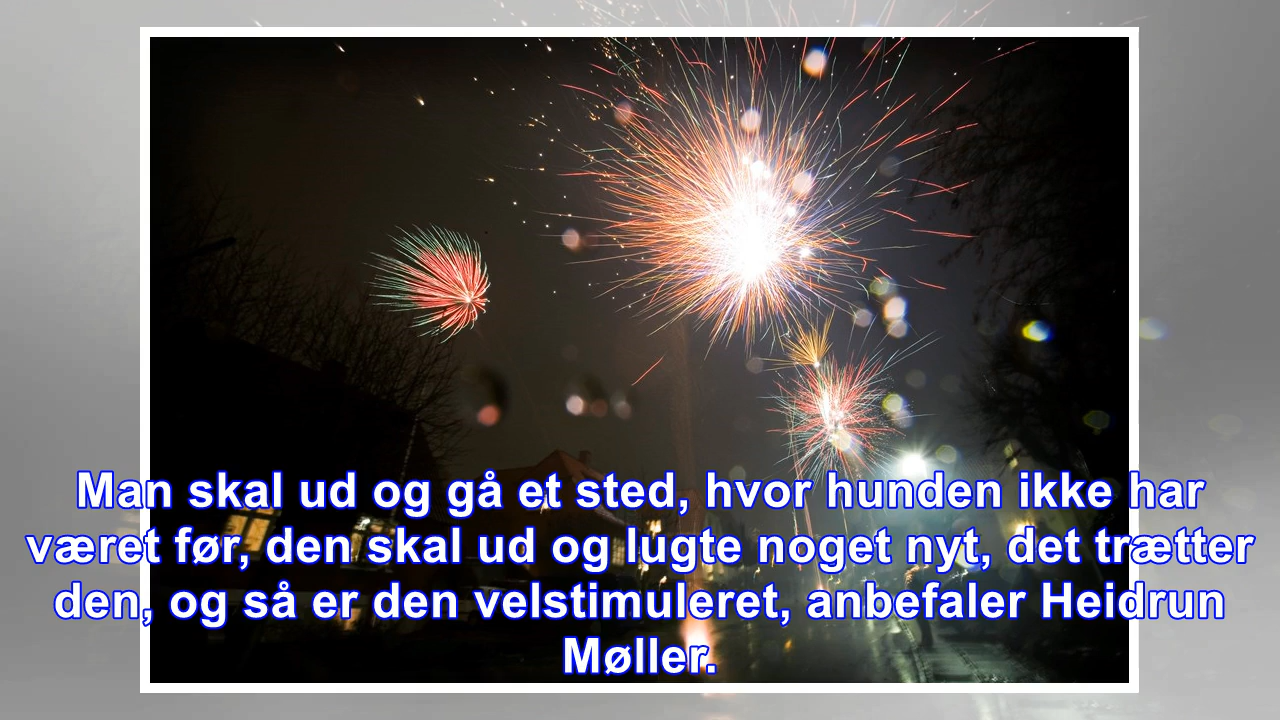 Man skal ud og gå et sted, hvor hunden ikke har
været før, den skal ud og lugte noget nyt, det trætter
den, og så er den velstimuleret, anbefaler Heidrun
Møller.